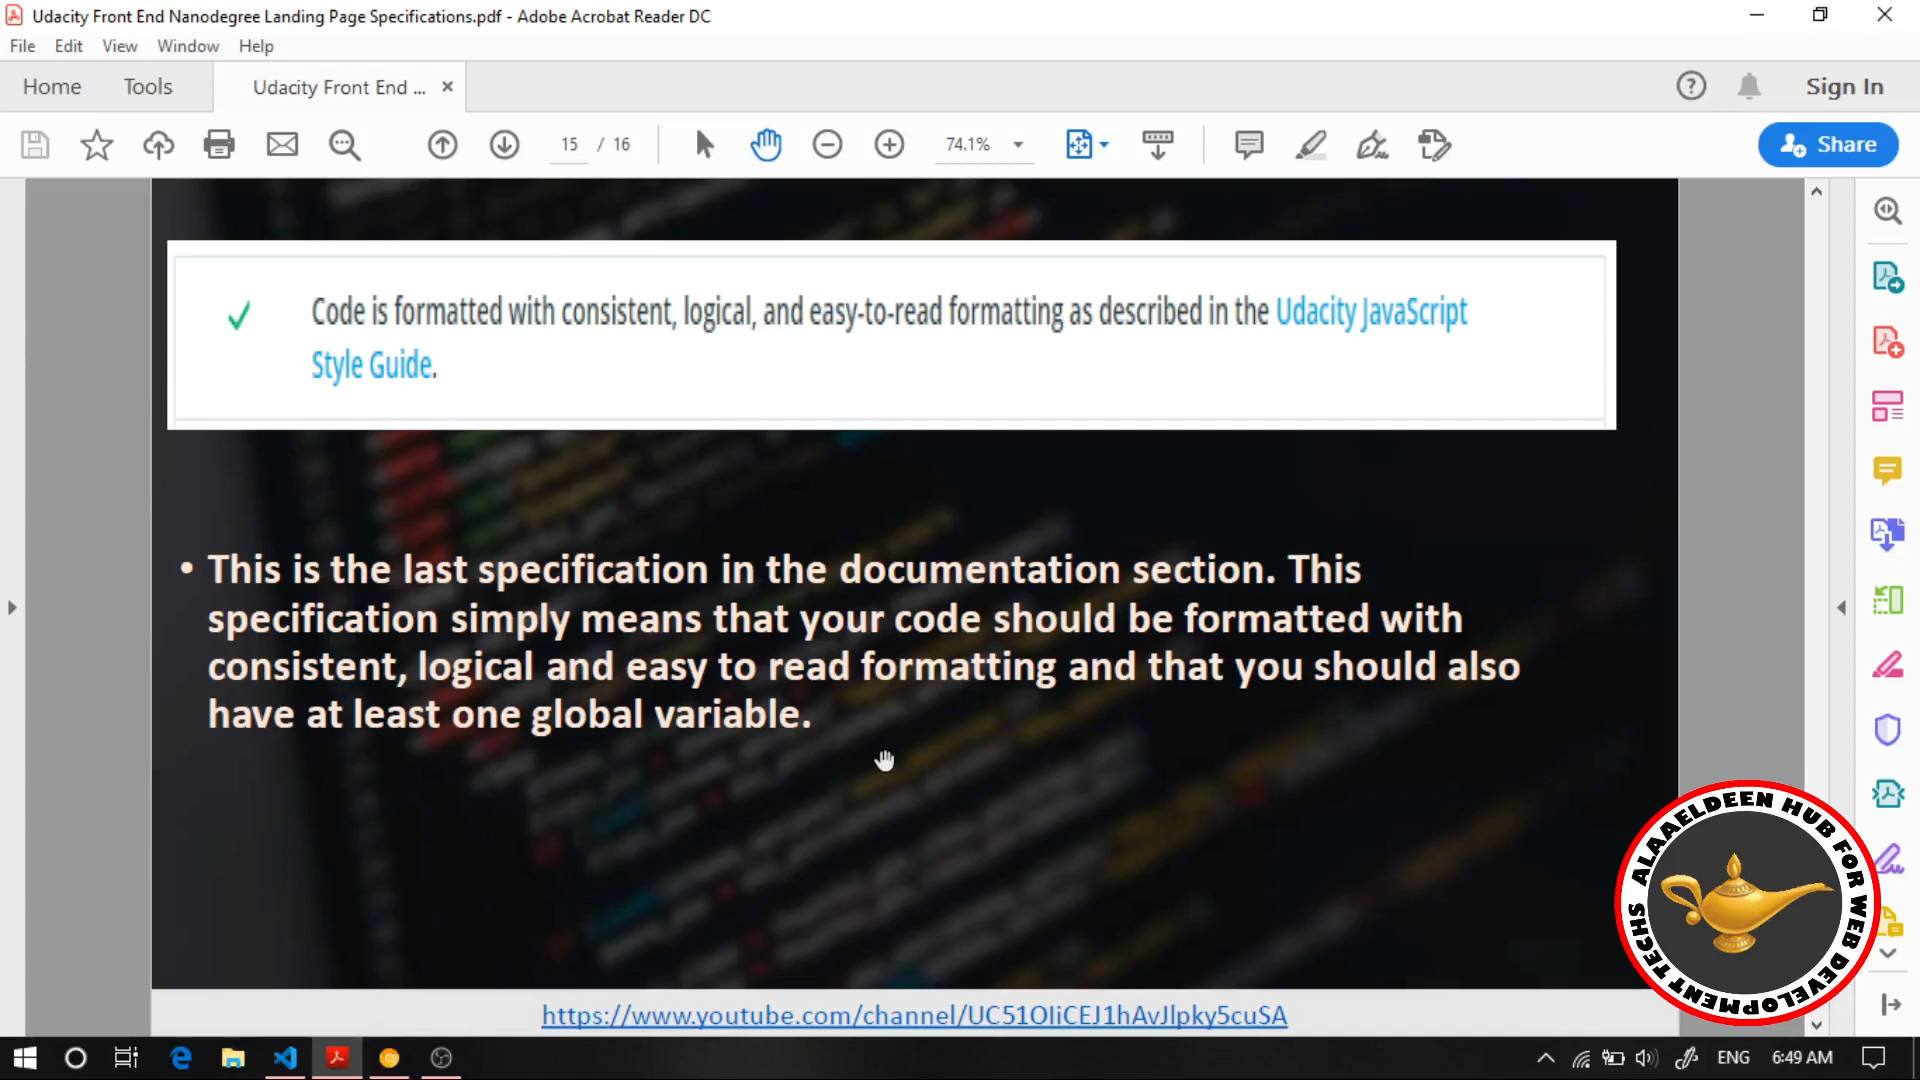 Udacity Front End Nanodegree Landing Page Specifications.pdf - Adobe Acrobat Reader DC
File Edit View Window Help
Home Tools Udacity Front End ... Sign In
15 / 16 74.1% Share
Code is formatted with consistent, logical, and easy-to-read formatting as described in the Udacity JavaScript
Style Guide.
• This is the last specification in the documentation section. This
specification simply means that your code should be formatted with
consistent, logical and easy to read formatting and that you should also
have at least one global variable.
ALAAELDEEN HUB FOR WEB DEVELOPMENT TECHS
https://www.youtube.com/channel/UC51OIiCEJ1hAvJlpky5cuSA
ENG 6:49 AM